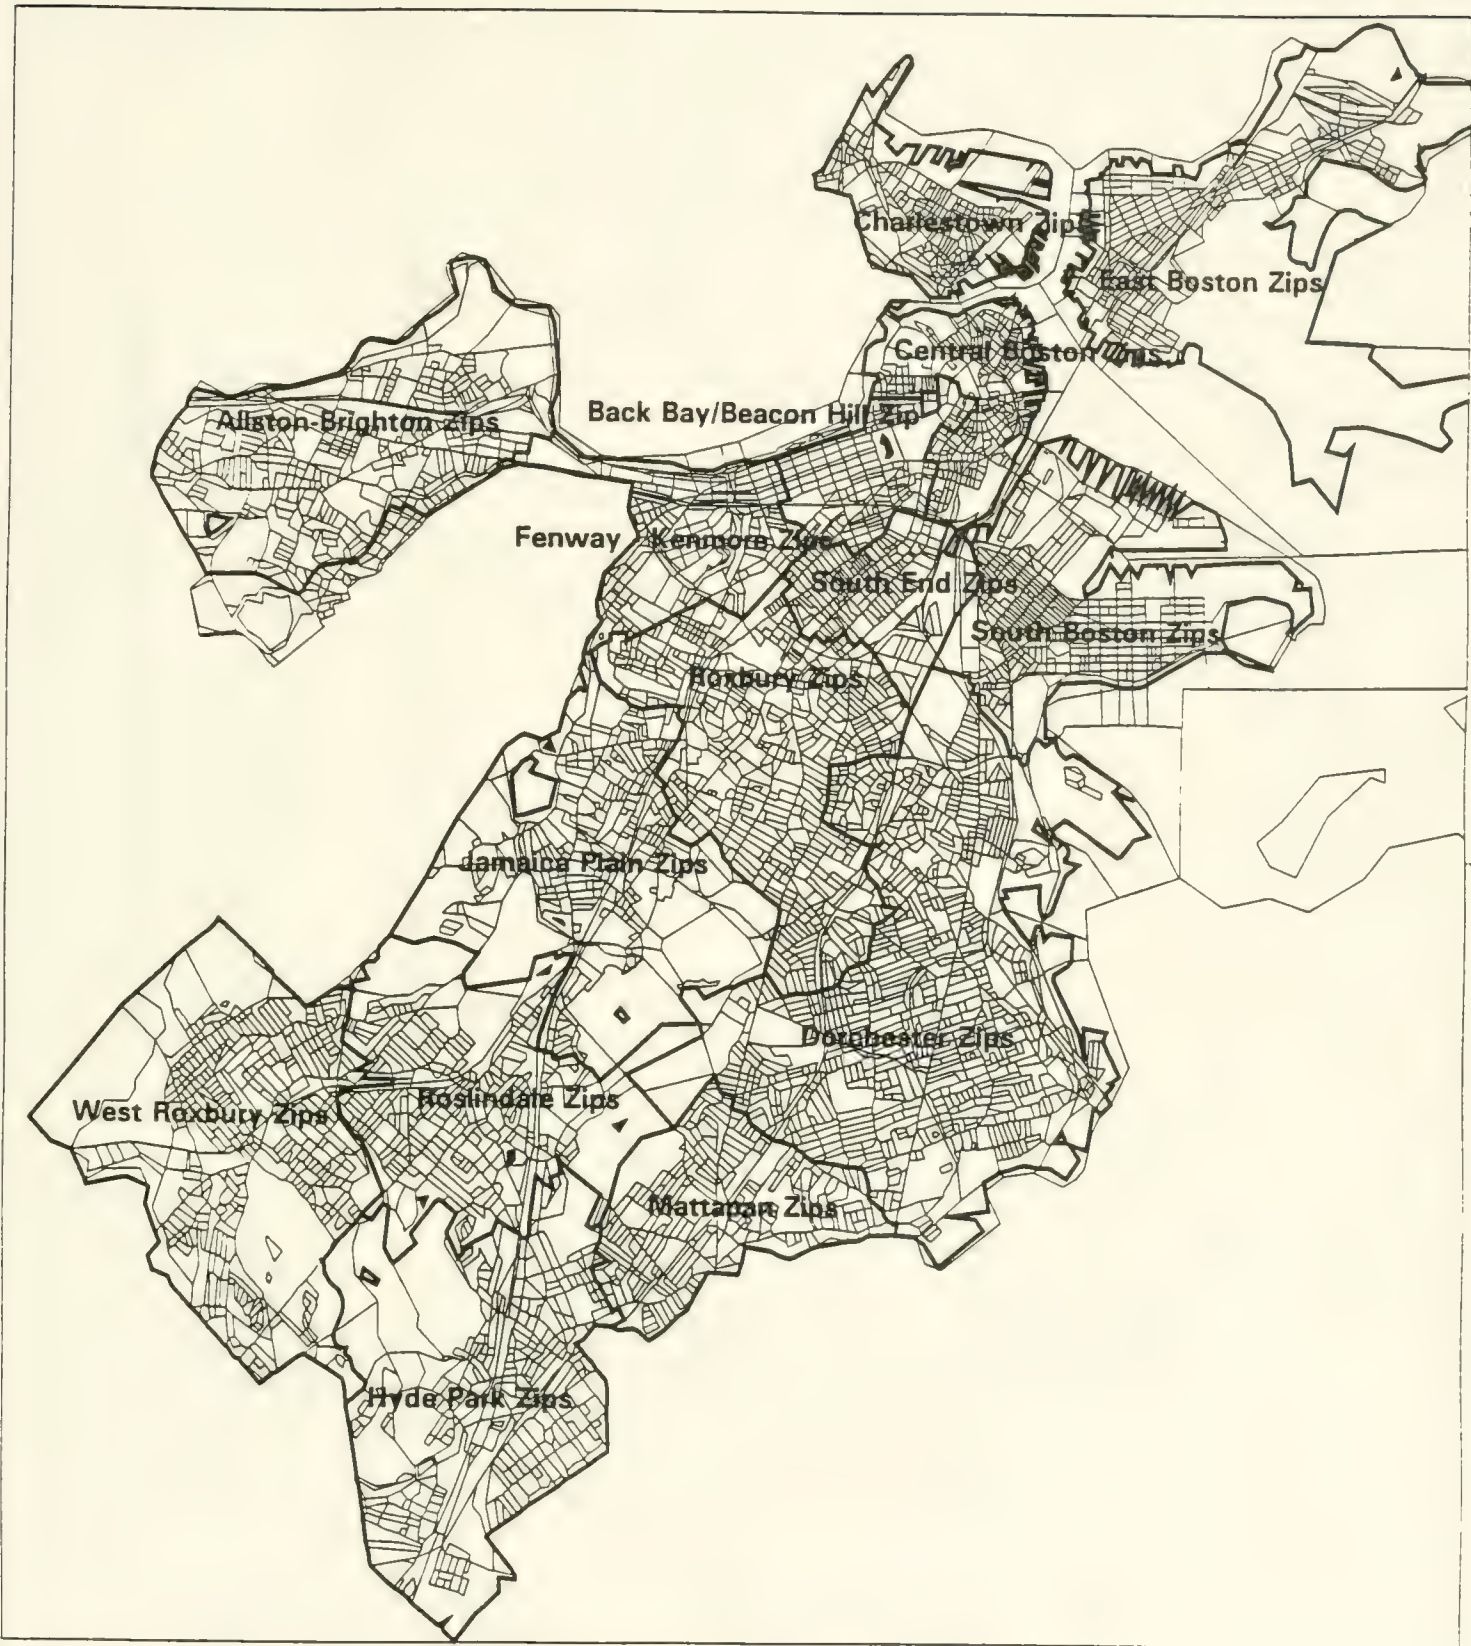 Charlestown Zips
East Boston Zips
Central Boston Zips
Back Bay/Beacon Hill Zip
Allston-Brighton Zips
Fenway Kenmore Zips
South End Zips
South Boston Zips
Roxbury Zips
Jamaica Plain Zips
Dorchester Zips
Roslindale Zips
West Roxbury Zips
Mattapan Zips
Hyde Park Zips